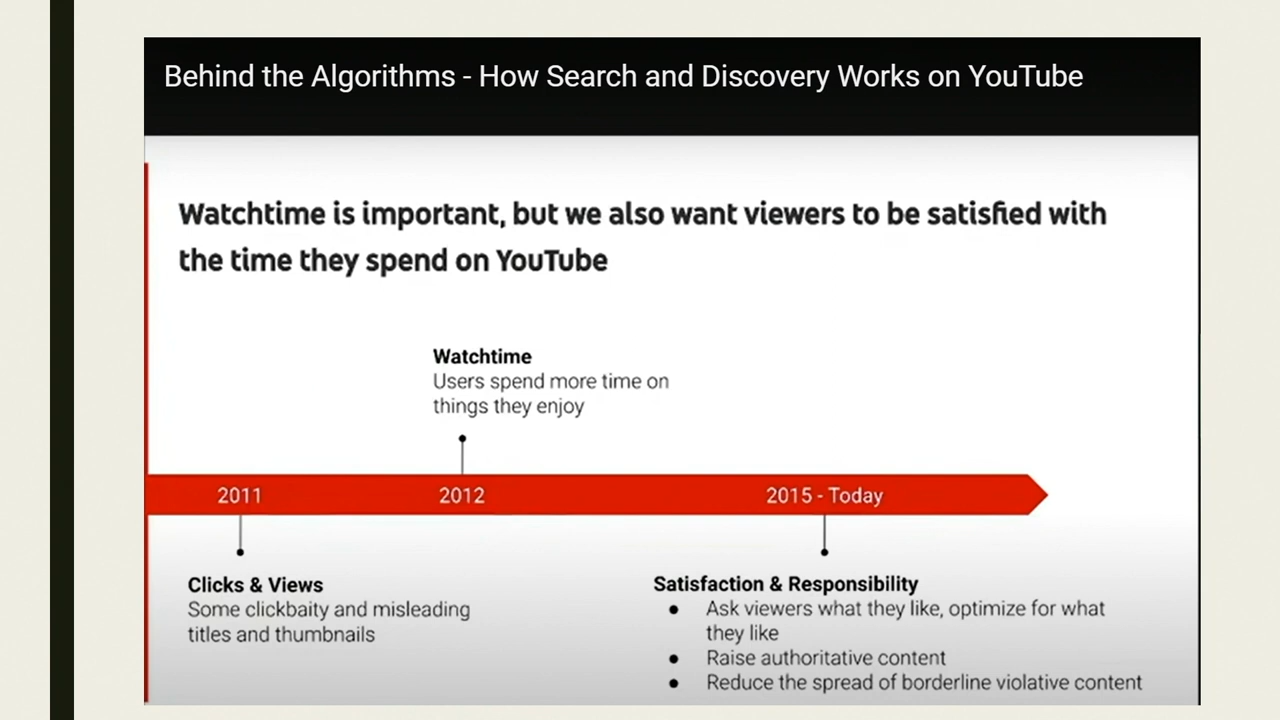 Behind the Algorithms - How Search and Discovery Works on YouTube
Watchtime is important, but we also want viewers to be satisfied with
the time they spend on YouTube
Watchtime
Users spend more time on
things they enjoy
2011
2012
2015 - Today
Clicks & Views
Some clickbaity and misleading
titles and thumbnails
Satisfaction & Responsibility
● Ask viewers what they like, optimize for what
they like
● Raise authoritative content
● Reduce the spread of borderline violative content